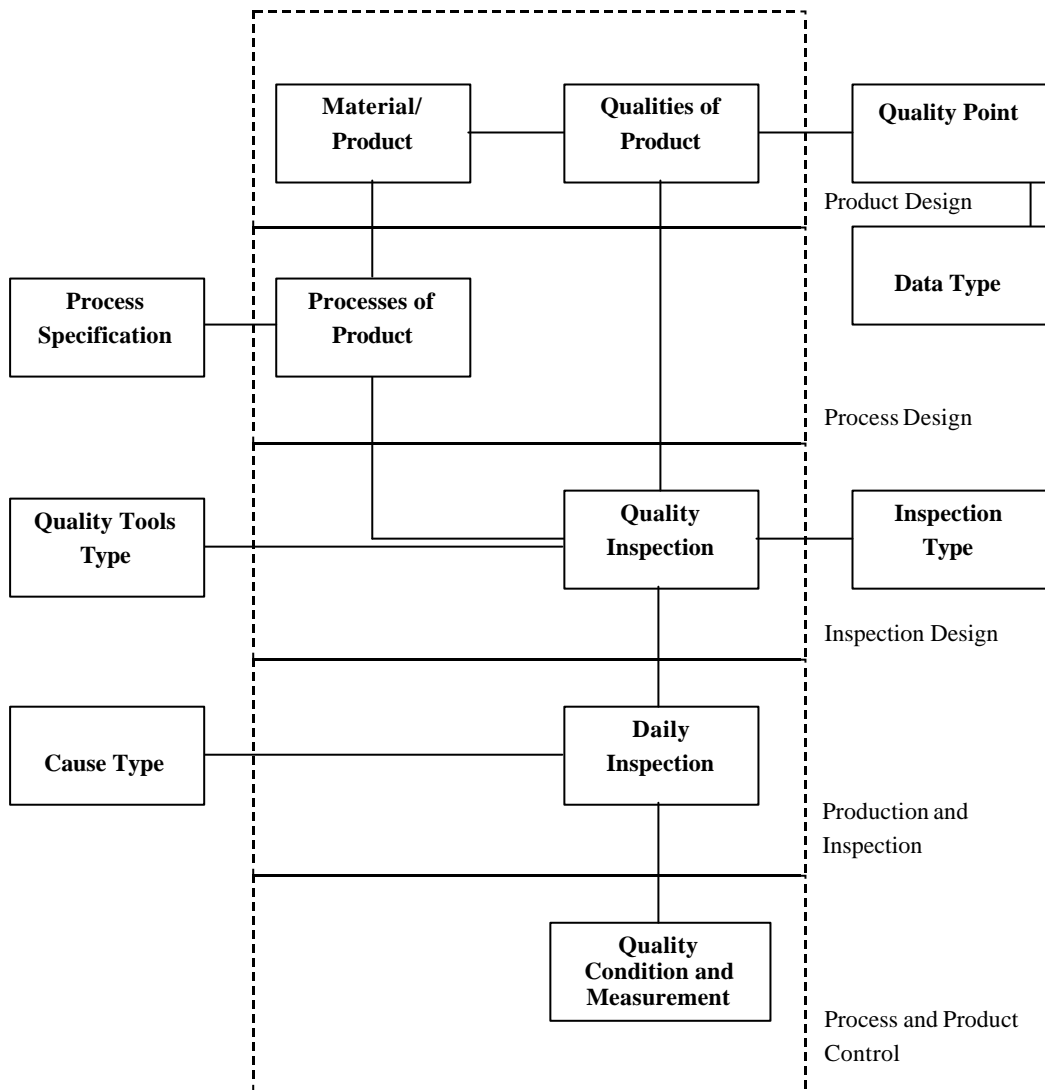 Material/
Product
Qualities of
Product
Quality Point
Product Design
Data Type
Process
Specification
Processes of
Product
Process Design
Quality Tools
Type
Quality
Inspection
Inspection
Type
Inspection Design
Cause Type
Daily
Inspection
Production and
Inspection
Quality
Condition and
Measurement
Process and Product
Control